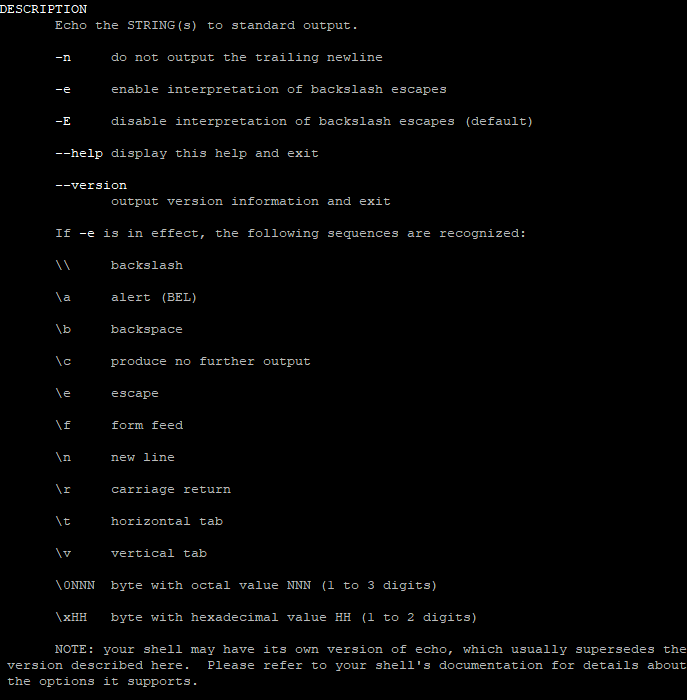 DESCRIPTION
Echo the STRING(s) to standard output.
-n do not output the trailing newline
-e enable interpretation of backslash escapes
-E disable interpretation of backslash escapes (default)
--help display this help and exit
--version
output version information and exit
If -e is in effect, the following sequences are recognized:
\\ backslash
\a alert (BEL)
\b backspace
\c produce no further output
\e escape
\f form feed
\n new line
\r carriage return
\t horizontal tab
\v vertical tab
\0NNN byte with octal value NNN (1 to 3 digits)
\xHH byte with hexadecimal value HH (1 to 2 digits)
NOTE: your shell may have its own version of echo, which usually supersedes the
version described here.  Please refer to your shell's documentation for details about
the options it supports.